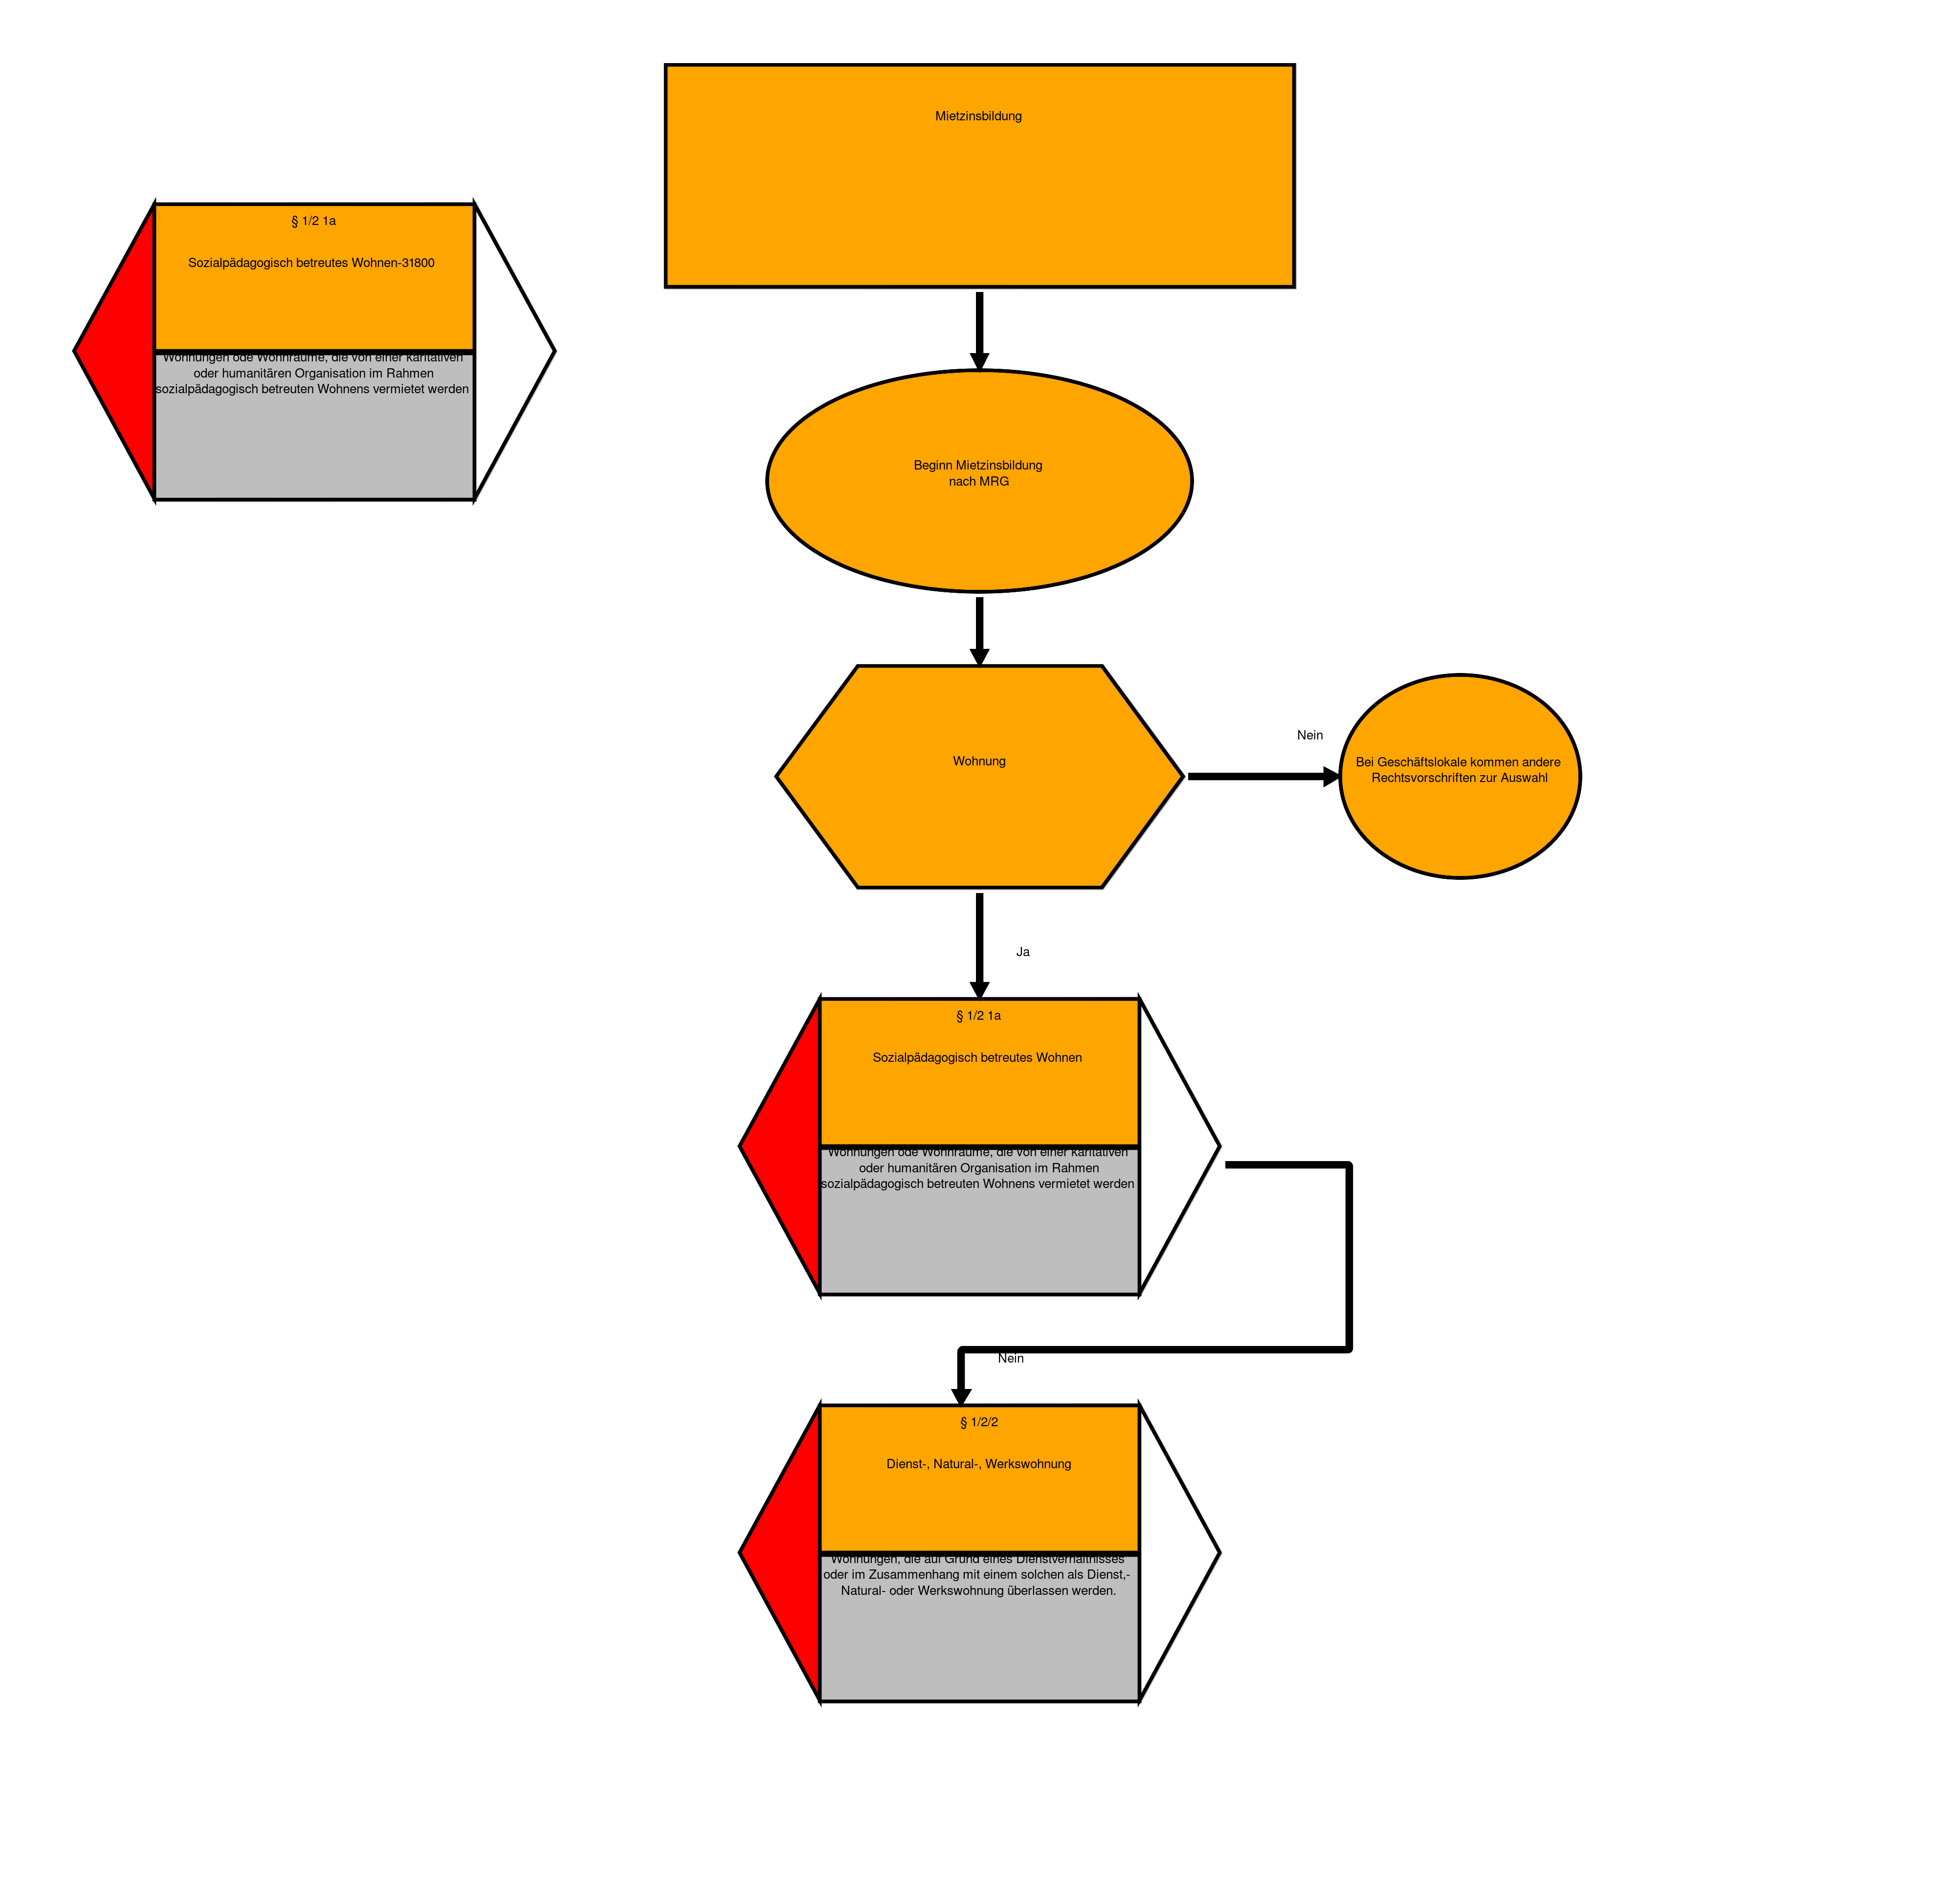 Mietzinsbildung
§ 1/2 1a
Sozialpädagogisch betreutes Wohnen-31800
Wohnungen ode Wohnräume, die von einer karitativen
oder humanitären Organisation im Rahmen
sozialpädagogisch betreuten Wohnens vermietet werden
Beginn Mietzinsbildung
nach MRG
Wohnung
Nein
Bei Geschäftslokale kommen andere
Rechtsvorschriften zur Auswahl
Ja
§ 1/2 1a
Sozialpädagogisch betreutes Wohnen
Wohnungen ode Wohnräume, die von einer karitativen
oder humanitären Organisation im Rahmen
sozialpädagogisch betreuten Wohnens vermietet werden
Nein
§ 1/2/2
Dienst-, Natural-, Werkswohnung
Wohnungen, die auf Grund eines Dienstverhältnisses
oder im Zusammenhang mit einem solchen als Dienst,-
Natural- oder Werkswohnung überlassen werden.